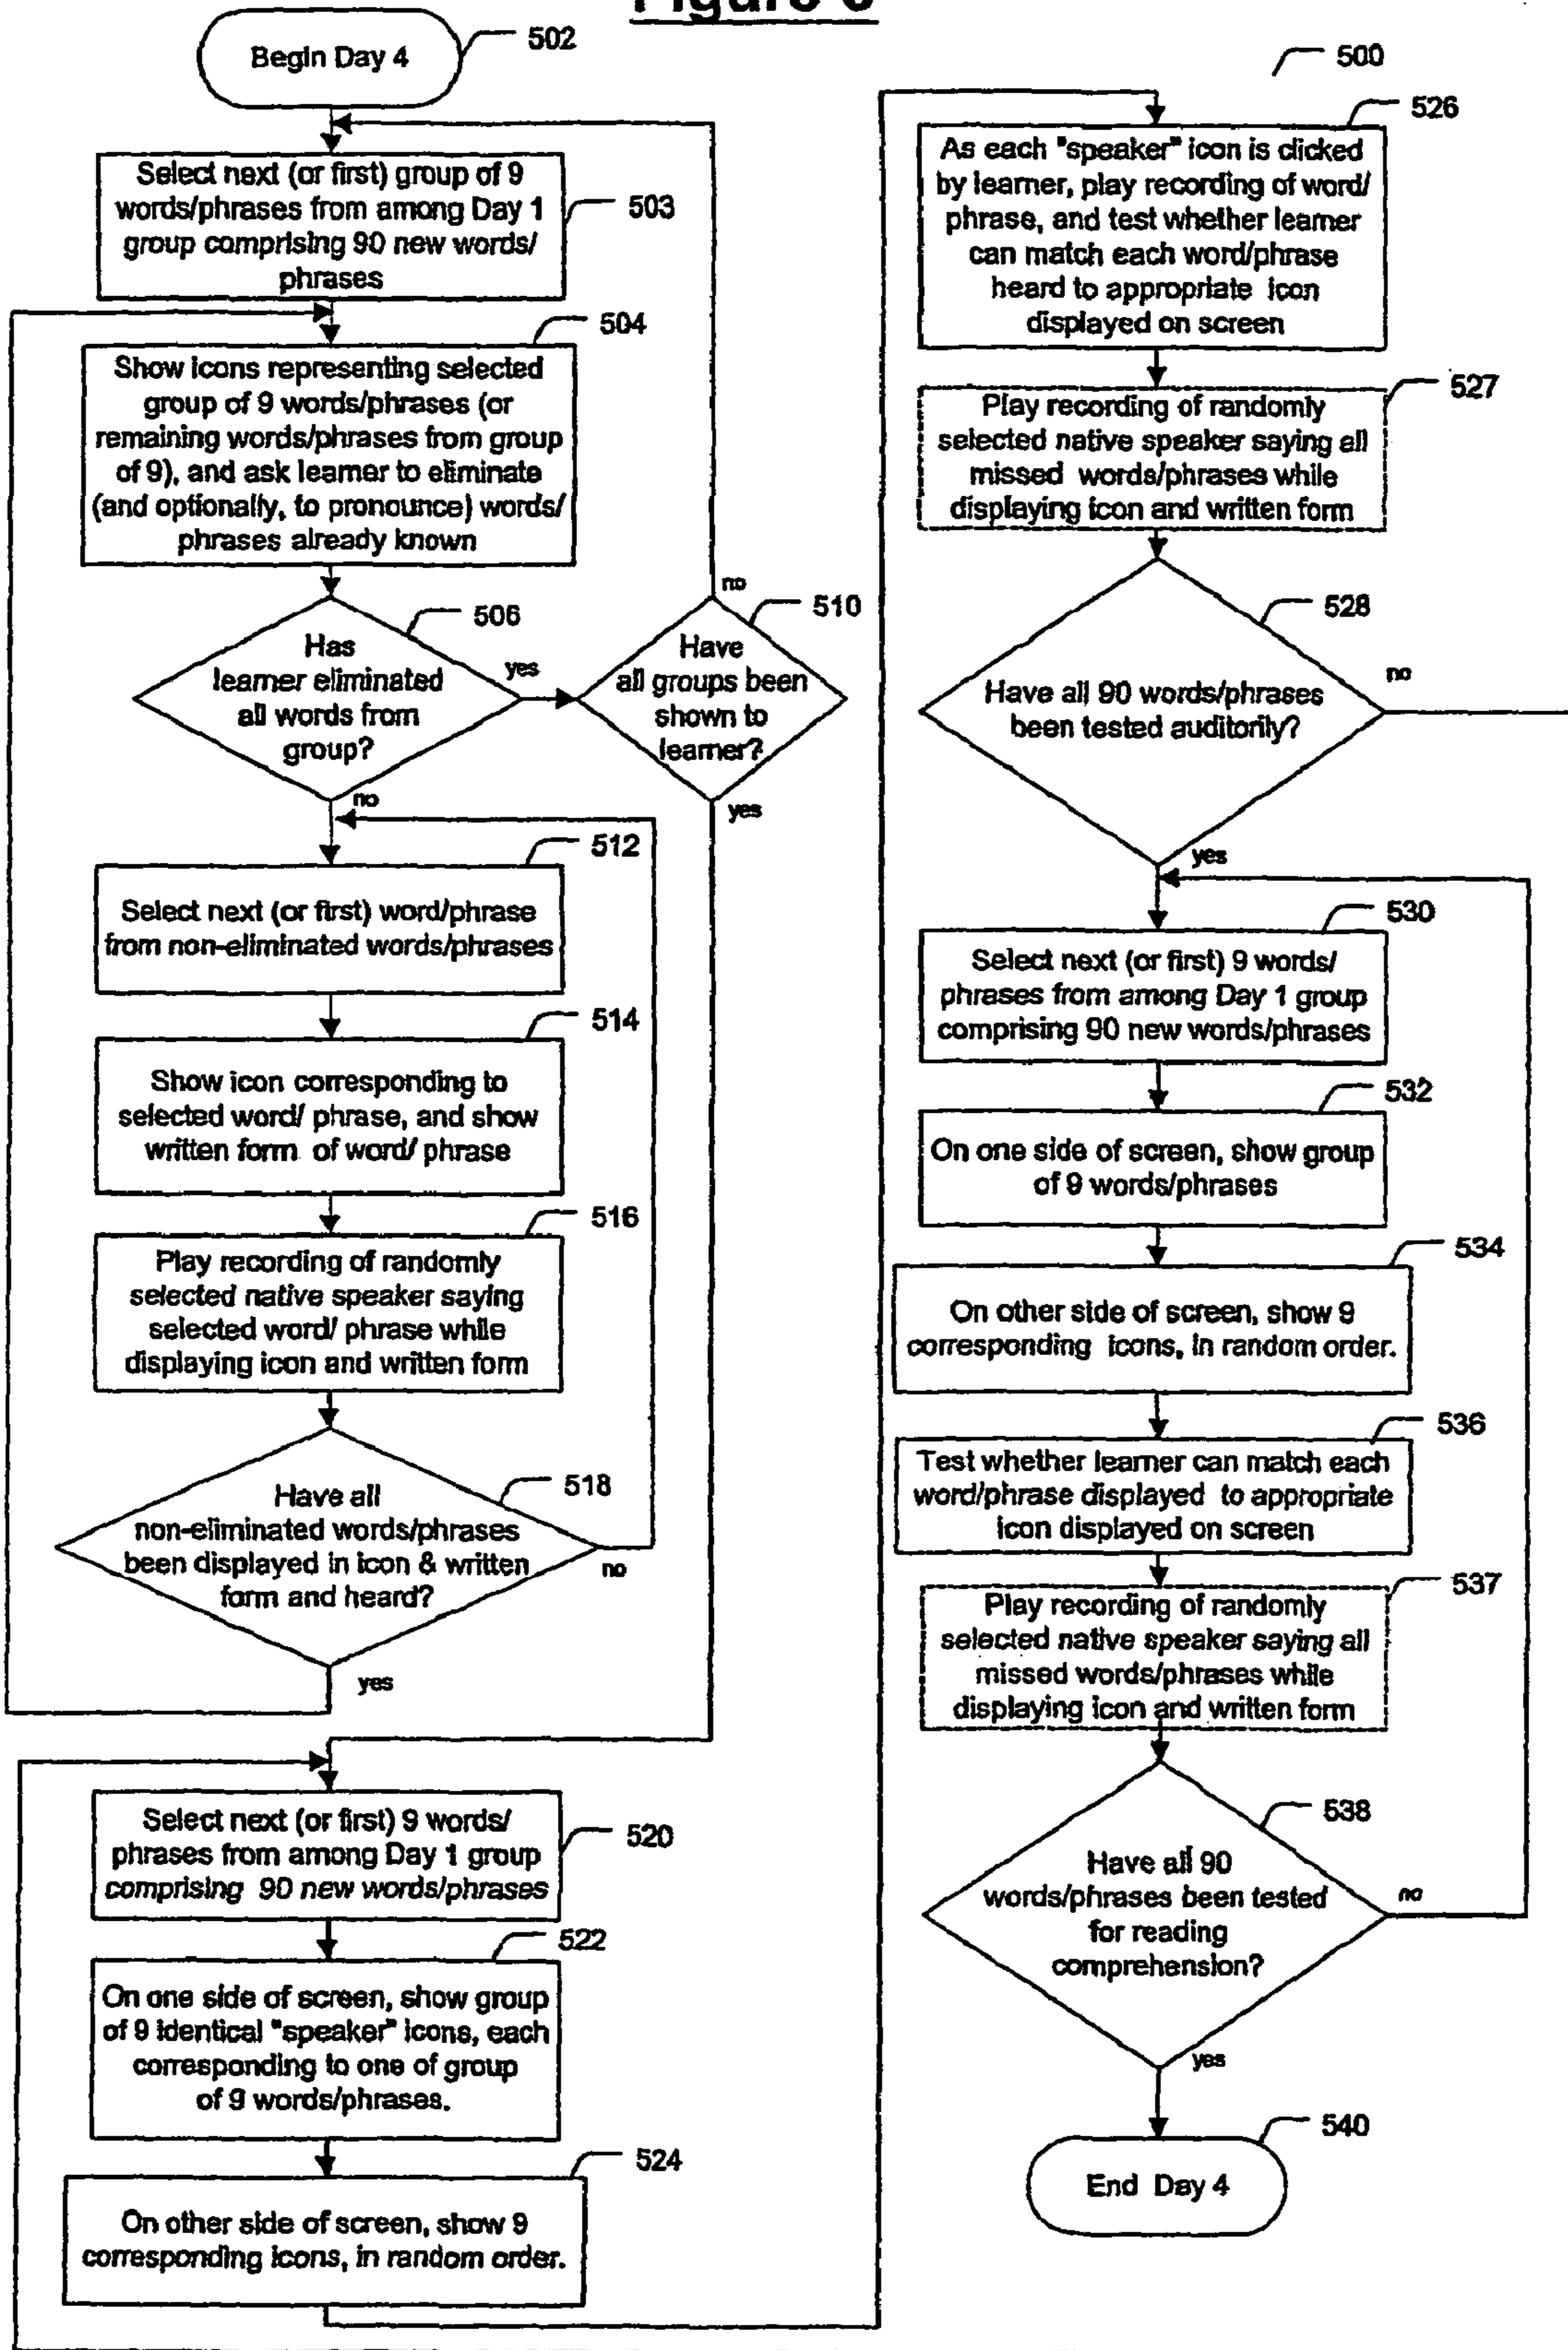 Begin Day 4
502
Select next (or first) group of 9
words/phrases from among Day 1
group comprising 90 new words/
phrases
503
504
Show icons representing selected
group of 9 words/phrases (or
remaining words/phrases from group
of 9), and ask learner to eliminate
(and optionally, to pronounce) words/
phrases already known
506
Has
learner eliminated
all words from
group?
yes
no
510
no
Have
all groups been
shown to
learner?
yes
512
Select next (or first) word/phrase
from non-eliminated words/phrases
514
Show icon corresponding to
selected word/ phrase, and show
written form of word/ phrase
516
Play recording of randomly
selected native speaker saying
selected word/ phrase while
displaying icon and written form
518
Have all
non-eliminated words/phrases
been displayed in icon & written
form and heard?
no
yes
520
Select next (or first) 9 words/
phrases from among Day 1 group
comprising 90 new words/phrases
522
On one side of screen, show group
of 9 identical "speaker" icons, each
corresponding to one of group
of 9 words/phrases.
524
On other side of screen, show 9
corresponding icons, in random order.
500
526
As each "speaker" icon is clicked
by learner, play recording of word/
phrase, and test whether learner
can match each word/phrase
heard to appropriate icon
displayed on screen
527
Play recording of randomly
selected native speaker saying all
missed words/phrases while
displaying icon and written form
528
Have all 90 words/phrases
been tested auditorily?
no
yes
530
Select next (or first) 9 words/
phrases from among Day 1 group
comprising 90 new words/phrases
532
On one side of screen, show group
of 9 words/phrases
534
On other side of screen, show 9
corresponding icons, in random order.
536
Test whether learner can match each
word/phrase displayed to appropriate
icon displayed on screen
537
Play recording of randomly
selected native speaker saying all
missed words/phrases while
displaying icon and written form
538
Have all 90
words/phrases been tested
for reading
comprehension?
no
yes
540
End Day 4